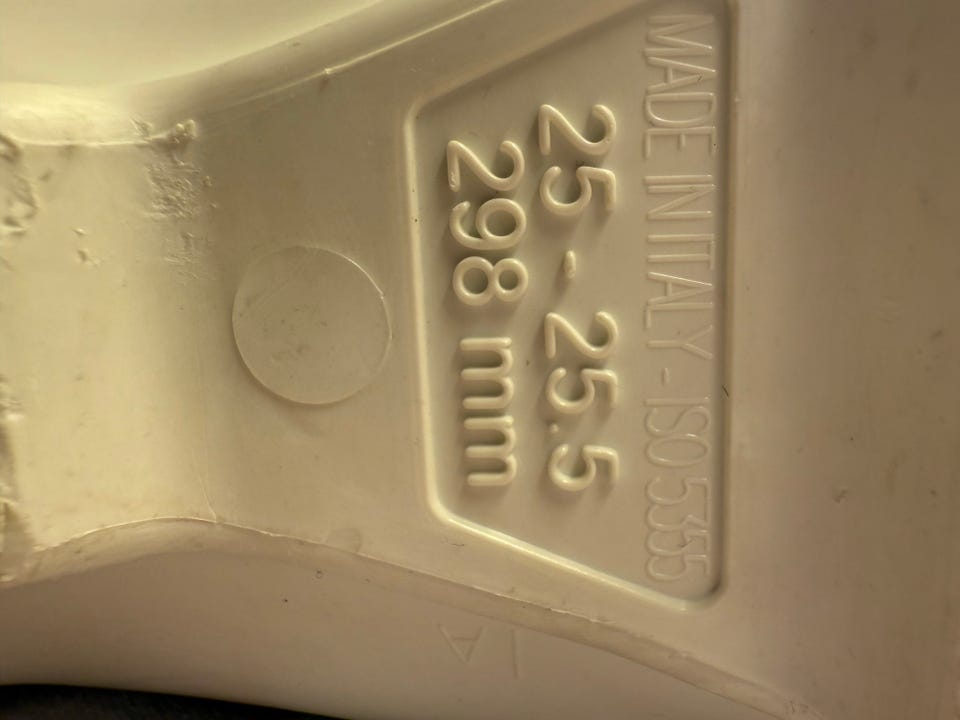 MADE IN ITALY - ISO 5355
25 - 25.5
298 mm
A